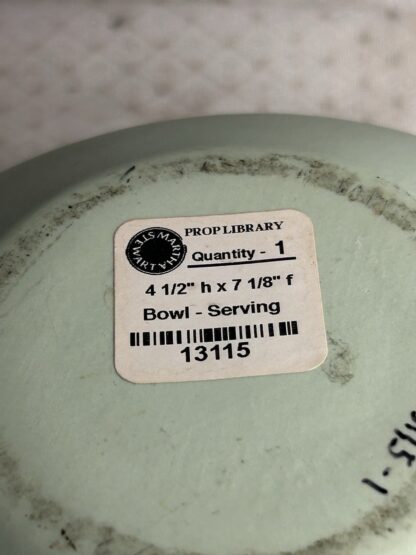 MARTHA STEWART
PROP LIBRARY
Quantity - 1
4 1/2" h x 7 1/8" f
Bowl - Serving
13115